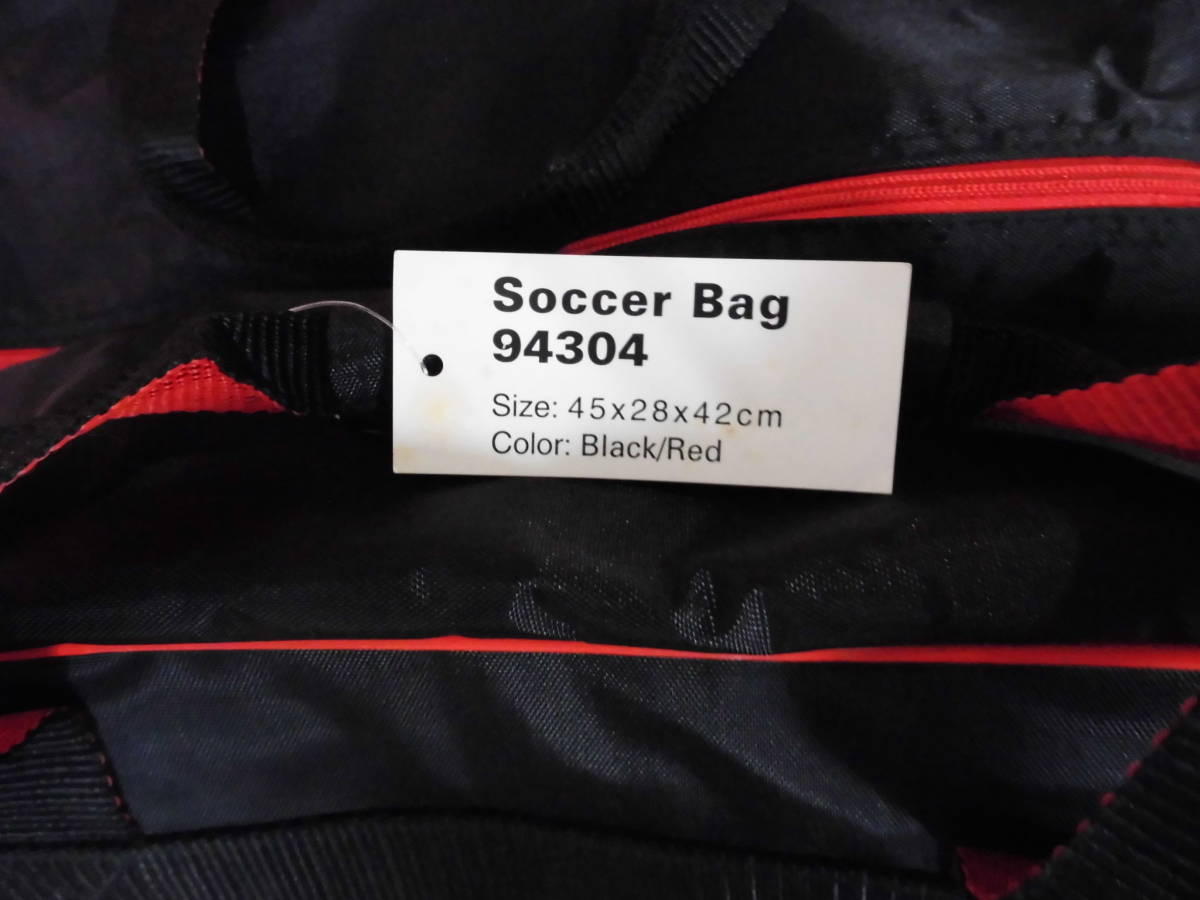 Soccer Bag
94304
Size: 45x28x42cm
Color: Black/Red